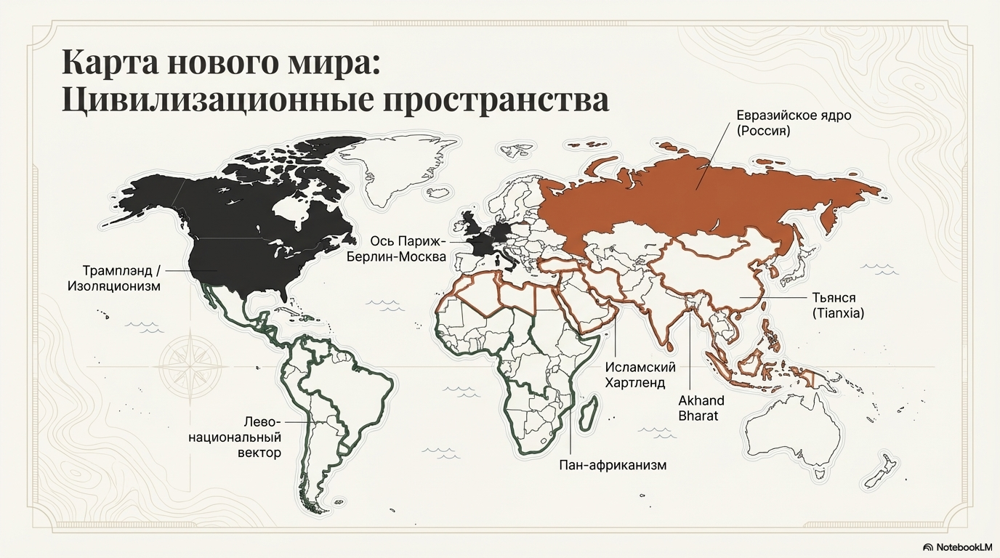 Карта нового мира:
Цивилизационные пространства
Евразийское ядро
(Россия)
Ось Париж-
Берлин-Москва
Трамплэнд /
Изоляционизм
Тьянся
(Tianxia)
Исламский
Хартленд
Akhand
Bharat
Лево-
национальный
вектор
Пан-африканизм
NotebookLM